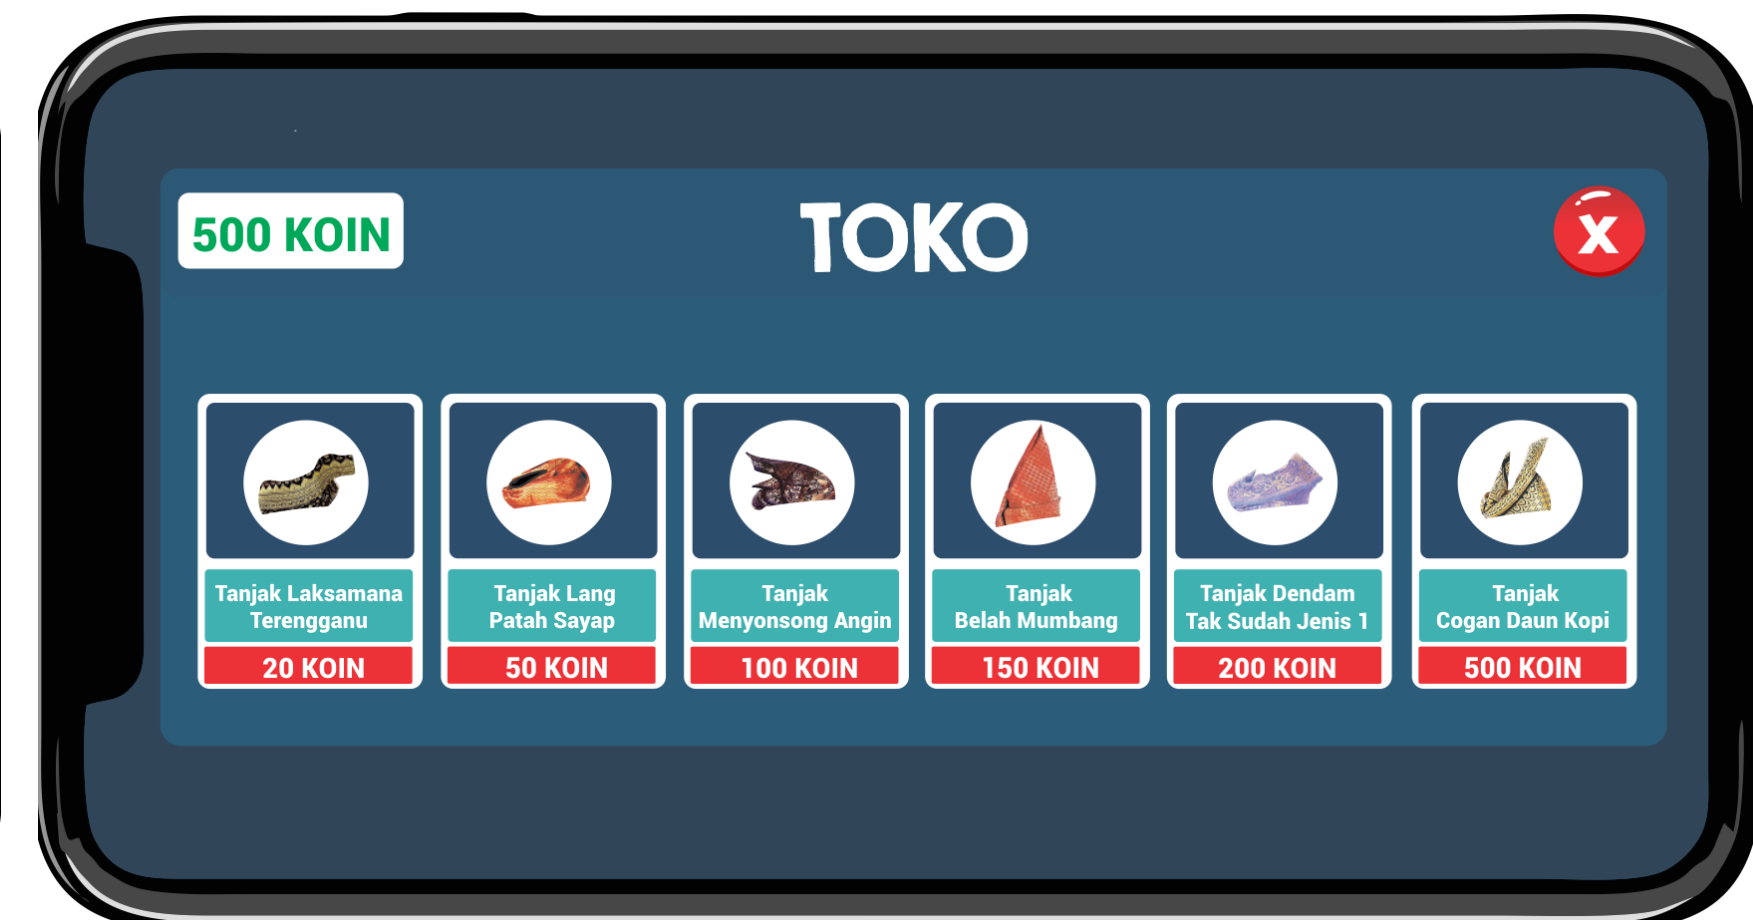 500 KOIN
TOKO
X
Tanjak Laksamana
Terengganu
20 KOIN
Tanjak Lang
Patah Sayap
50 KOIN
Tanjak
Menyonsong Angin
100 KOIN
Tanjak
Belah Mumbang
150 KOIN
Tanjak Dendam
Tak Sudah Jenis 1
200 KOIN
Tanjak
Cogan Daun Kopi
500 KOIN